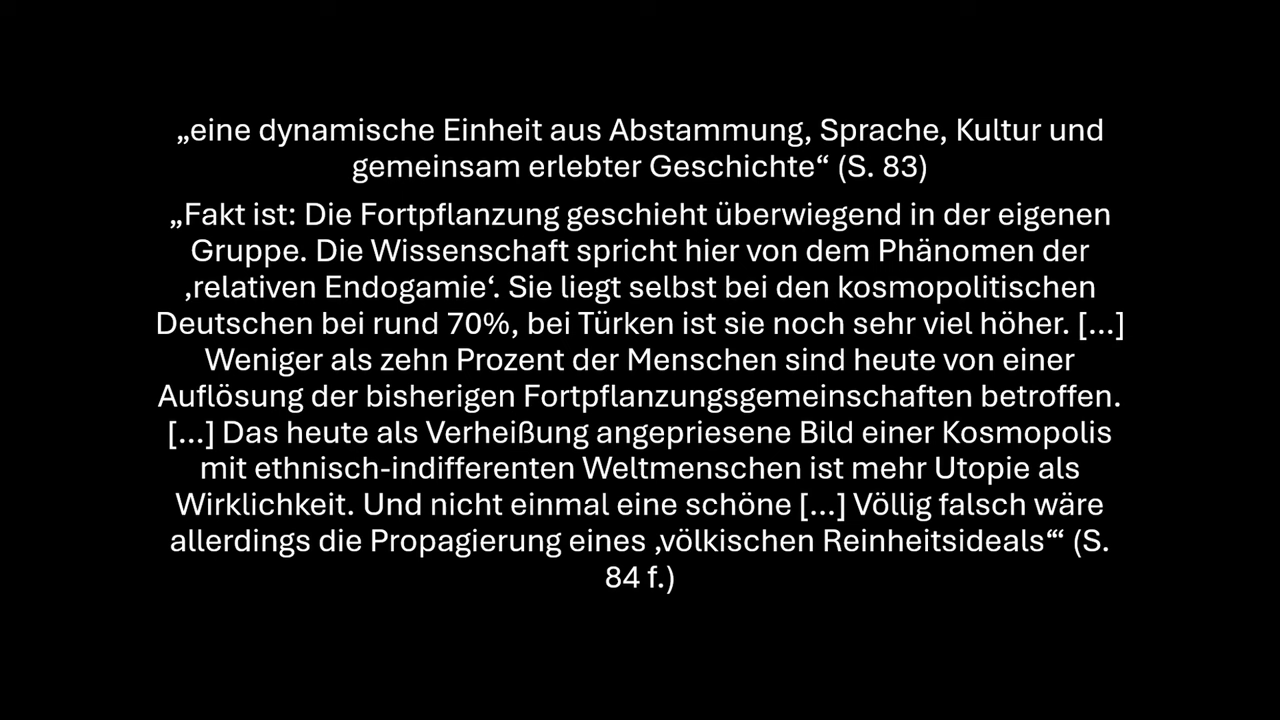 „eine dynamische Einheit aus Abstammung, Sprache, Kultur und
gemeinsam erlebter Geschichte“ (S. 83)
„Fakt ist: Die Fortpflanzung geschieht überwiegend in der eigenen
Gruppe. Die Wissenschaft spricht hier von dem Phänomen der
‚relativen Endogamie‘. Sie liegt selbst bei den kosmopolitischen
Deutschen bei rund 70%, bei Türken ist sie noch sehr viel höher. [...]
Weniger als zehn Prozent der Menschen sind heute von einer
Auflösung der bisherigen Fortpflanzungsgemeinschaften betroffen.
[...] Das heute als Verheißung angepriesene Bild einer Kosmopolis
mit ethnisch-indifferenten Weltmenschen ist mehr Utopie als
Wirklichkeit. Und nicht einmal eine schöne [...] Völlig falsch wäre
allerdings die Propagierung eines ‚völkischen Reinheitsideals‘“ (S.
84 f.)